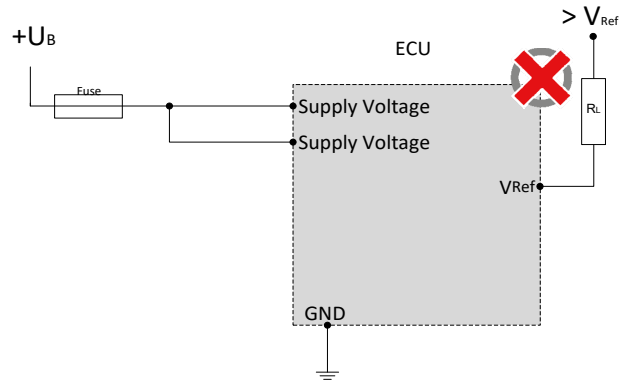 > VRef
+UB
ECU
Fuse
Supply Voltage
Supply Voltage
RL
VRef
GND